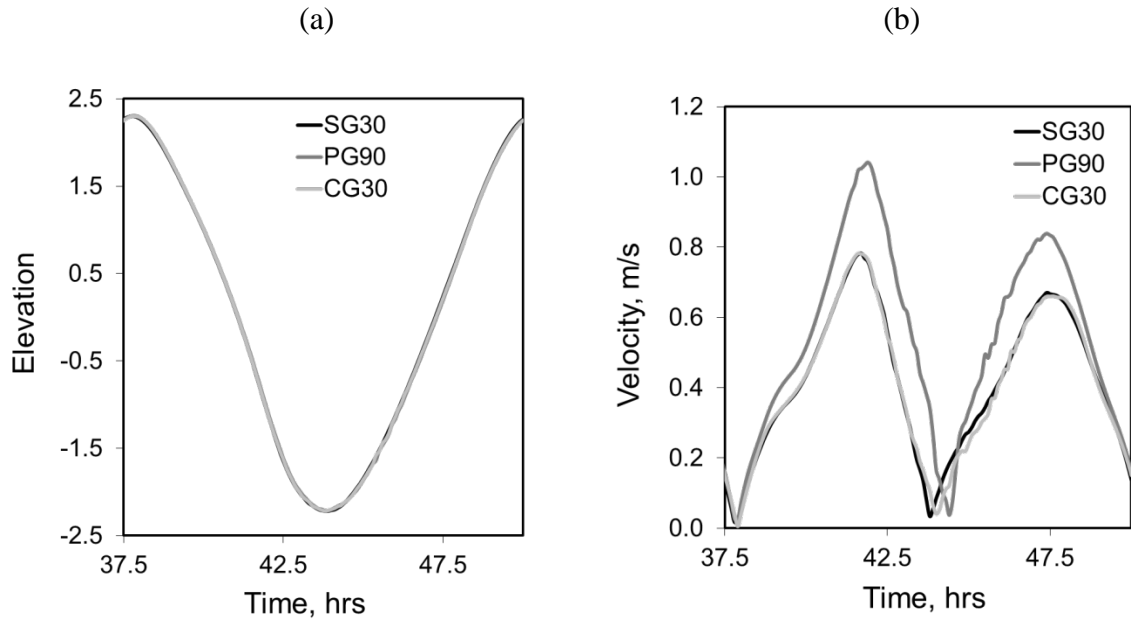 (a)
(b)
2.5
1.5
0.5
-0.5
-1.5
-2.5
Elevation
SG30
PG90
CG30
37.5 42.5 47.5
Time, hrs
1.2
1.0
0.8
0.6
0.4
0.2
0.0
Velocity, m/s
SG30
PG90
CG30
37.5 42.5 47.5
Time, hrs